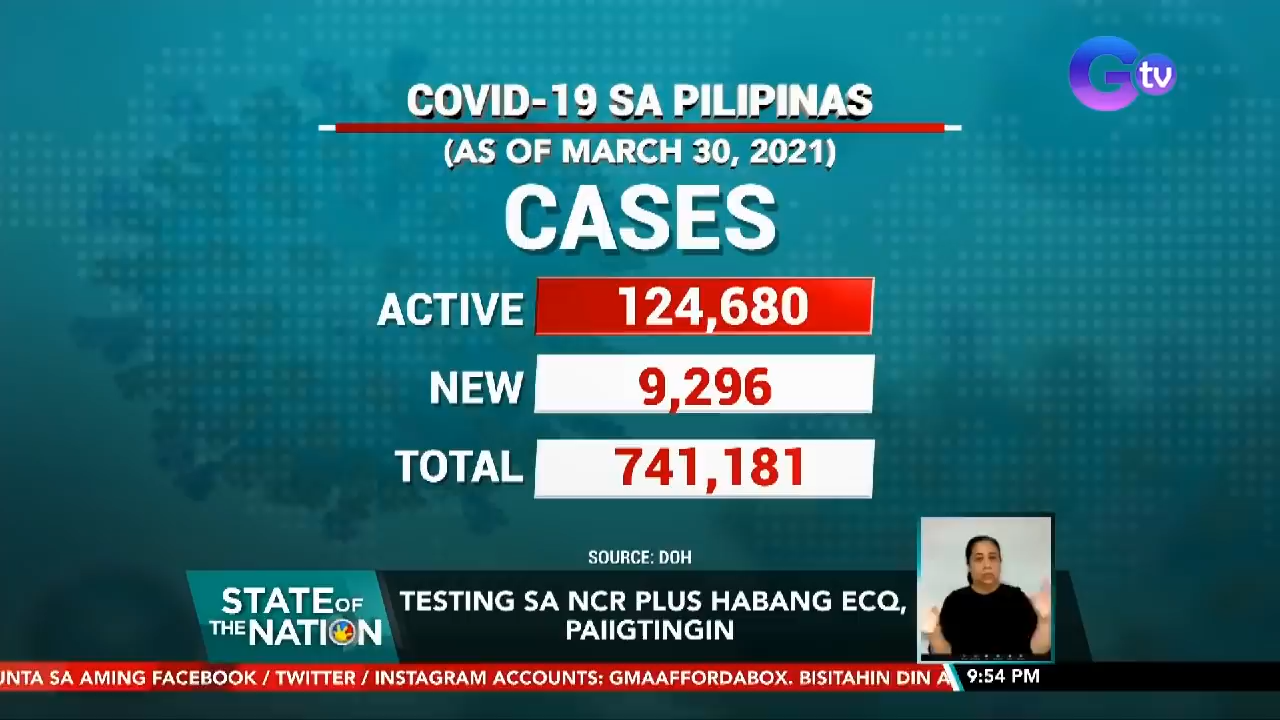 Gtv
COVID-19 SA PILIPINAS
(AS OF MARCH 30, 2021)
CASES
ACTIVE 124,680
NEW 9,296
TOTAL 741,181
SOURCE: DOH
STATE OF
THE NATION
TESTING SA NCR PLUS HABANG ECQ,
PAIIGTINGIN
UNTA SA AMING FACEBOOK / TWITTER / INSTAGRAM ACCOUNTS: GMAAFFORDABOX. BISITAHIN DIN A
9:54 PM